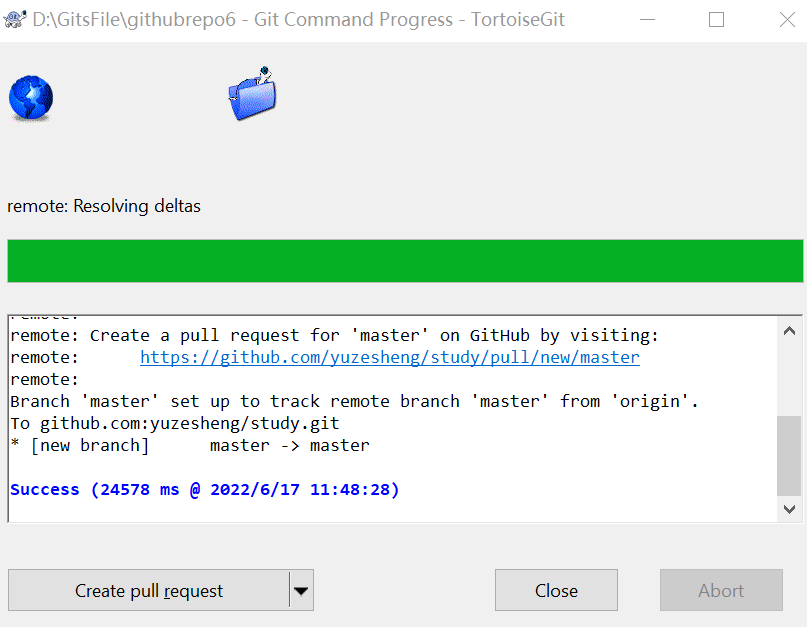 D:\GitsFile\githubrepo6 - Git Command Progress - TortoiseGit
remote: Resolving deltas
remote:
remote: Create a pull request for 'master' on GitHub by visiting:
remote:      https://github.com/yuzesheng/study/pull/new/master
remote:
Branch 'master' set up to track remote branch 'master' from 'origin'.
To github.com:yuzesheng/study.git
* [new branch]      master -> master
Success (24578 ms @ 2022/6/17 11:48:28)
Create pull request
Close
Abort